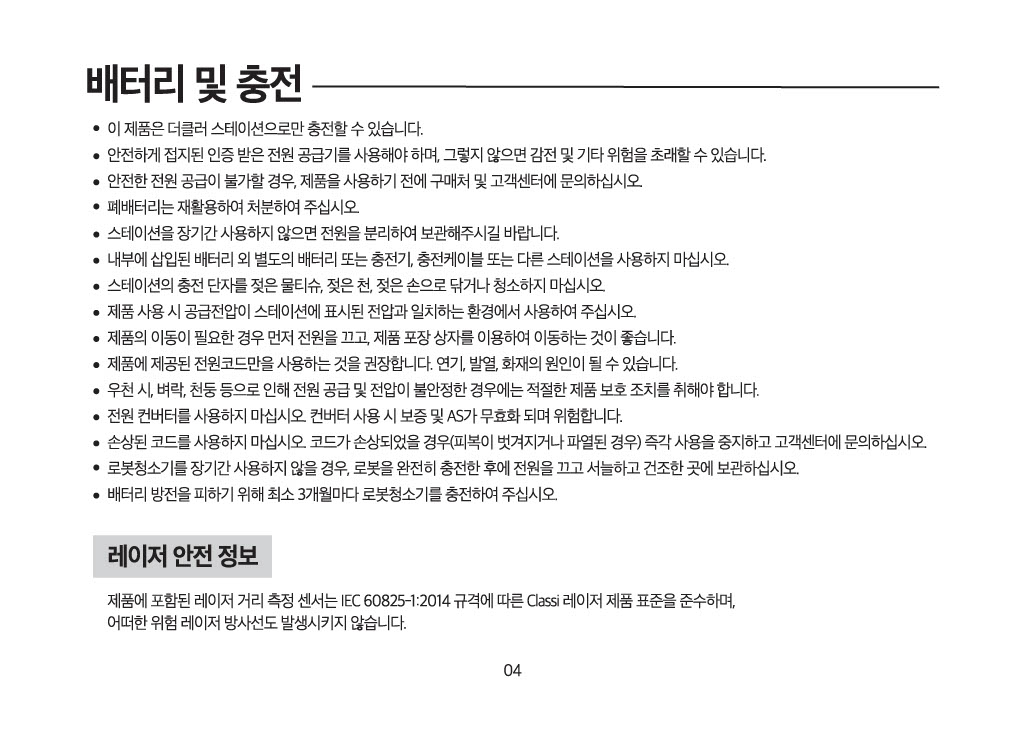 배터리 및 충전
• 이 제품은 더클러 스테이션으로만 충전할 수 있습니다.
• 안전하게 접지된 인증 받은 전원 공급기를 사용해야 하며, 그렇지 않으면 감전 및 기타 위험을 초래할 수 있습니다.
• 안전한 전원 공급이 불가할 경우, 제품을 사용하기 전에 구매처 및 고객센터에 문의하십시오.
• 폐배터리는 재활용하여 처분하여 주십시오.
• 스테이션을 장기간 사용하지 않으면 전원을 분리하여 보관해주시길 바랍니다.
• 내부에 삽입된 배터리 외 별도의 배터리 또는 충전기, 충전케이블 또는 다른 스테이션을 사용하지 마십시오.
• 스테이션의 충전 단자를 젖은 물티슈, 젖은 천, 젖은 손으로 닦거나 청소하지 마십시오.
• 제품 사용 시 공급전압이 스테이션에 표시된 전압과 일치하는 환경에서 사용하여 주십시오.
• 제품의 이동이 필요한 경우 먼저 전원을 끄고, 제품 포장 상자를 이용하여 이동하는 것이 좋습니다.
• 제품에 제공된 전원코드만을 사용하는 것을 권장합니다. 연기, 발열, 화재의 원인이 될 수 있습니다.
• 우천 시, 벼락, 천둥 등으로 인해 전원 공급 및 전압이 불안정한 경우에는 적절한 제품 보호 조치를 취해야 합니다.
• 전원 컨버터를 사용하지 마십시오. 컨버터 사용 시 보증 및 AS가 무효화 되며 위험합니다.
• 손상된 코드를 사용하지 마십시오. 코드가 손상되었을 경우(피복이 벗겨지거나 파열된 경우) 즉각 사용을 중지하고 고객센터에 문의하십시오.
• 로봇청소기를 장기간 사용하지 않을 경우, 로봇을 완전히 충전한 후에 전원을 끄고 서늘하고 건조한 곳에 보관하십시오.
• 배터리 방전을 피하기 위해 최소 3개월마다 로봇청소기를 충전하여 주십시오.
레이저 안전 정보
제품에 포함된 레이저 거리 측정 센서는 IEC 60825-1:2014 규격에 따른 Classi 레이저 제품 표준을 준수하며,
어떠한 위험 레이저 방사선도 발생시키지 않습니다.
04